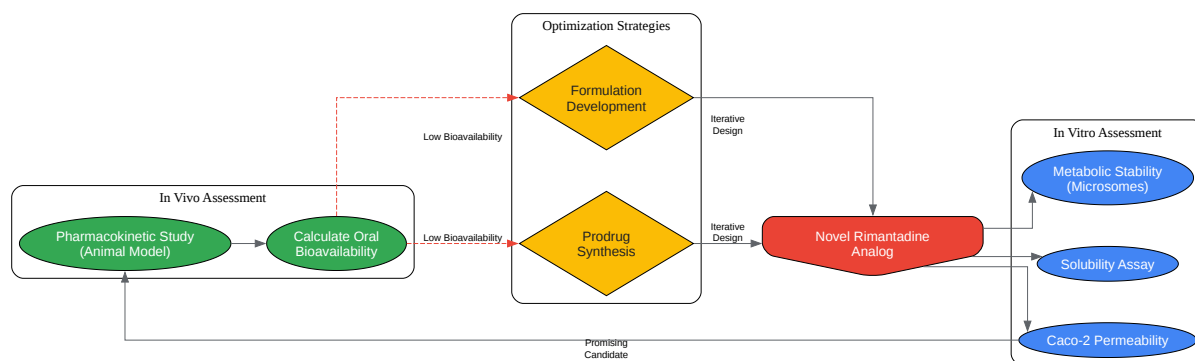 Optimization Strategies
Formulation
Development
Low Bioavailability
Iterative
Design
In Vitro Assessment
Metabolic Stability
(Microsomes)
In Vivo Assessment
Pharmacokinetic Study
(Animal Model)
Calculate Oral
Bioavailability
Low Bioavailability
Prodrug
Synthesis
Iterative
Design
Novel Rimantadine
Analog
Solubility Assay
Caco-2 Permeability
Promising
Candidate